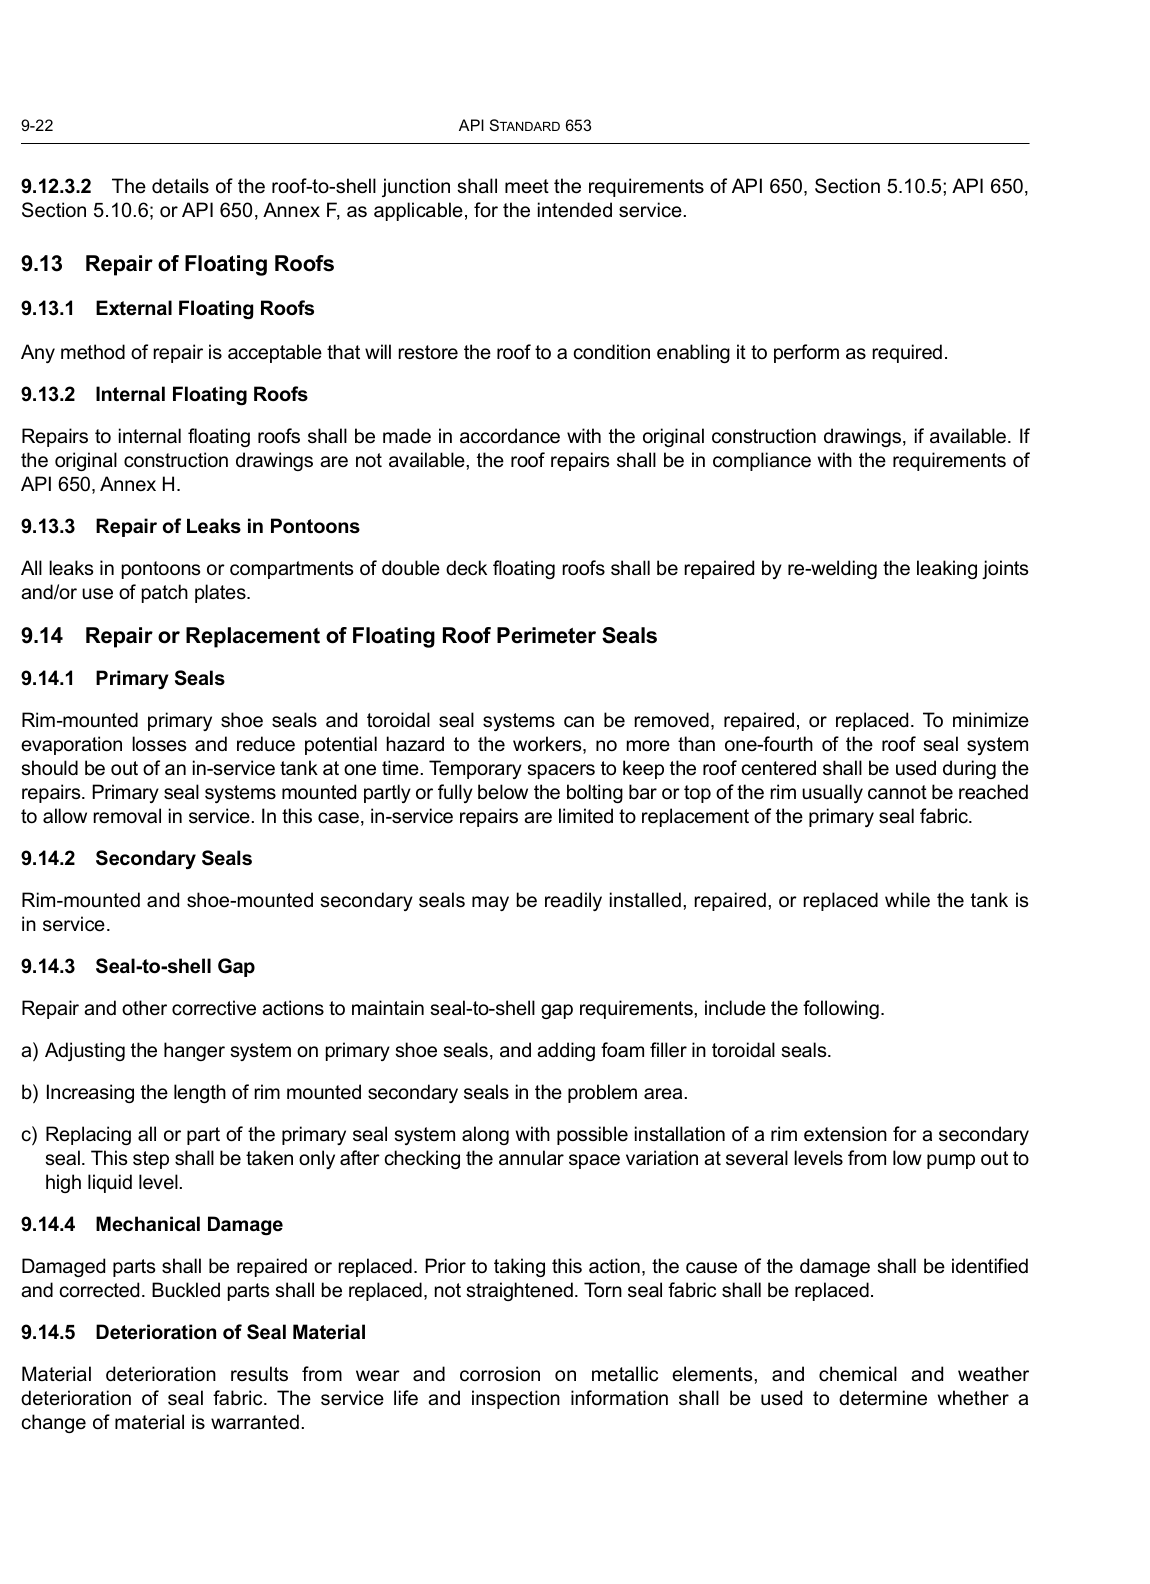 9-22 API STANDARD 653
9.12.3.2 The details of the roof-to-shell junction shall meet the requirements of API 650, Section 5.10.5; API 650,
Section 5.10.6; or API 650, Annex F, as applicable, for the intended service.
9.13 Repair of Floating Roofs
9.13.1 External Floating Roofs
Any method of repair is acceptable that will restore the roof to a condition enabling it to perform as required.
9.13.2 Internal Floating Roofs
Repairs to internal floating roofs shall be made in accordance with the original construction drawings, if available. If
the original construction drawings are not available, the roof repairs shall be in compliance with the requirements of
API 650, Annex H.
9.13.3 Repair of Leaks in Pontoons
All leaks in pontoons or compartments of double deck floating roofs shall be repaired by re-welding the leaking joints
and/or use of patch plates.
9.14 Repair or Replacement of Floating Roof Perimeter Seals
9.14.1 Primary Seals
Rim-mounted primary shoe seals and toroidal seal systems can be removed, repaired, or replaced. To minimize
evaporation losses and reduce potential hazard to the workers, no more than one-fourth of the roof seal system
should be out of an in-service tank at one time. Temporary spacers to keep the roof centered shall be used during the
repairs. Primary seal systems mounted partly or fully below the bolting bar or top of the rim usually cannot be reached
to allow removal in service. In this case, in-service repairs are limited to replacement of the primary seal fabric.
9.14.2 Secondary Seals
Rim-mounted and shoe-mounted secondary seals may be readily installed, repaired, or replaced while the tank is
in service.
9.14.3 Seal-to-shell Gap
Repair and other corrective actions to maintain seal-to-shell gap requirements, include the following.
a) Adjusting the hanger system on primary shoe seals, and adding foam filler in toroidal seals.
b) Increasing the length of rim mounted secondary seals in the problem area.
c) Replacing all or part of the primary seal system along with possible installation of a rim extension for a secondary
seal. This step shall be taken only after checking the annular space variation at several levels from low pump out to
high liquid level.
9.14.4 Mechanical Damage
Damaged parts shall be repaired or replaced. Prior to taking this action, the cause of the damage shall be identified
and corrected. Buckled parts shall be replaced, not straightened. Torn seal fabric shall be replaced.
9.14.5 Deterioration of Seal Material
Material deterioration results from wear and corrosion on metallic elements, and chemical and weather
deterioration of seal fabric. The service life and inspection information shall be used to determine whether a
change of material is warranted.